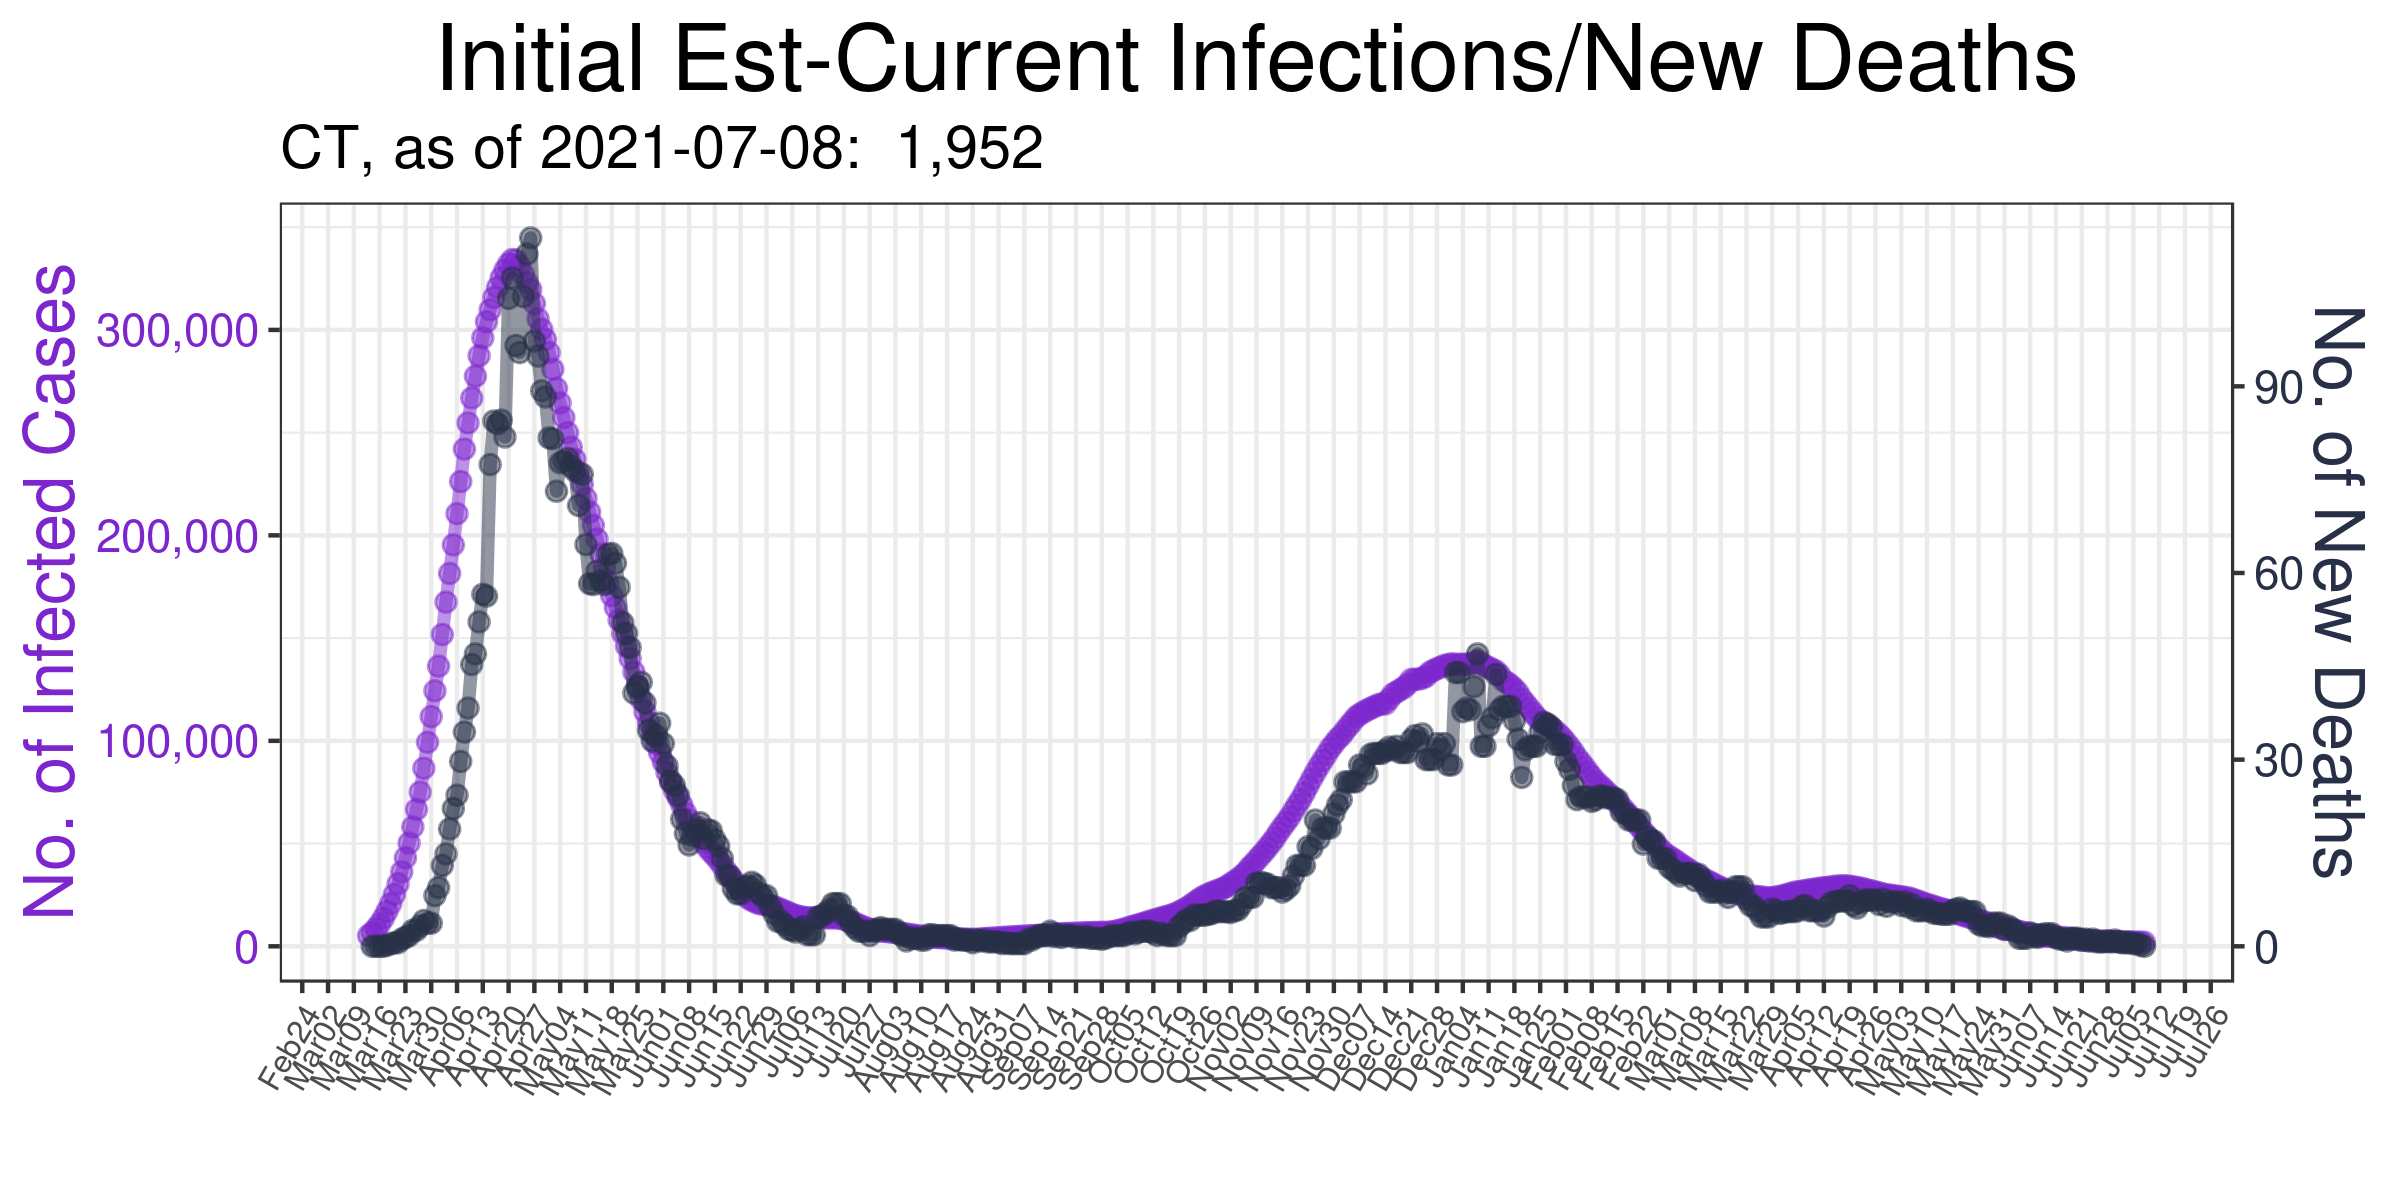 Initial Est-Current Infections/New Deaths
CT, as of 2021-07-08:  1,952
No. of Infected Cases
300,000
200,000
100,000
0
No. of New Deaths
90
60
30
0
Feb24
Mar02
Mar09
Mar16
Mar23
Mar30
Apr06
Apr13
Apr20
Apr27
May04
May11
May18
May25
Jun01
Jun08
Jun15
Jun22
Jun29
Jul06
Jul13
Jul20
Jul27
Aug03
Aug10
Aug17
Aug24
Aug31
Sep07
Sep14
Sep21
Sep28
Oct05
Oct12
Oct19
Oct26
Nov02
Nov09
Nov16
Nov23
Nov30
Dec07
Dec14
Dec21
Dec28
Jan04
Jan11
Jan18
Jan25
Feb01
Feb08
Feb15
Feb22
Mar01
Mar08
Mar15
Mar22
Mar29
Apr05
Apr12
Apr19
Apr26
May03
May10
May17
May24
May31
Jun07
Jun14
Jun21
Jun28
Jul05
Jul12
Jul19
Jul26